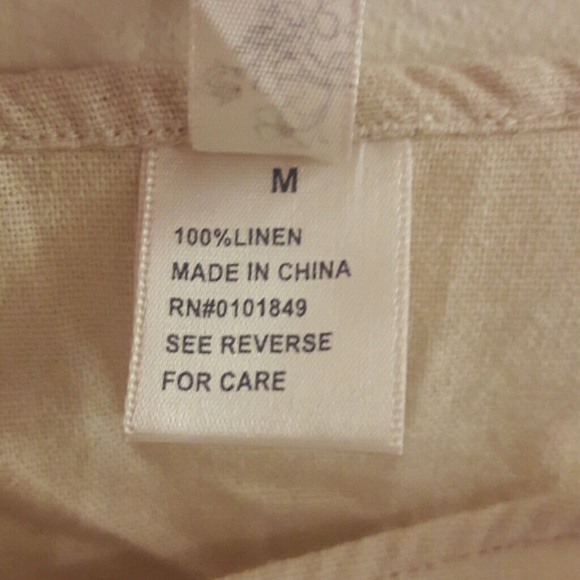 M
100%LINEN
MADE IN CHINA
RN#0101849
SEE REVERSE
FOR CARE